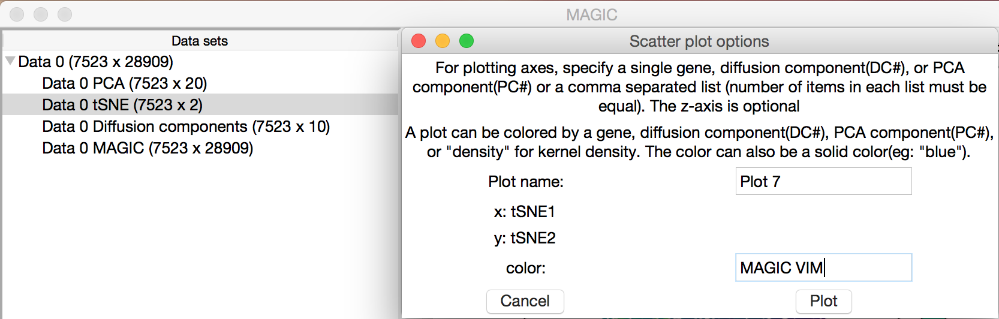 MAGIC
Data sets
Data 0 (7523 x 28909)
Data 0 PCA (7523 x 20)
Data 0 tSNE (7523 x 2)
Data 0 Diffusion components (7523 x 10)
Data 0 MAGIC (7523 x 28909)
Scatter plot options
For plotting axes, specify a single gene, diffusion component(DC#), or PCA
component(PC#) or a comma separated list (number of items in each list must be
equal). The z-axis is optional
A plot can be colored by a gene, diffusion component(DC#), PCA component(PC#),
or "density" for kernel density. The color can also be a solid color(eg: "blue").
Plot name: Plot 7
x: tSNE1
y: tSNE2
color: MAGIC VIM
Cancel Plot